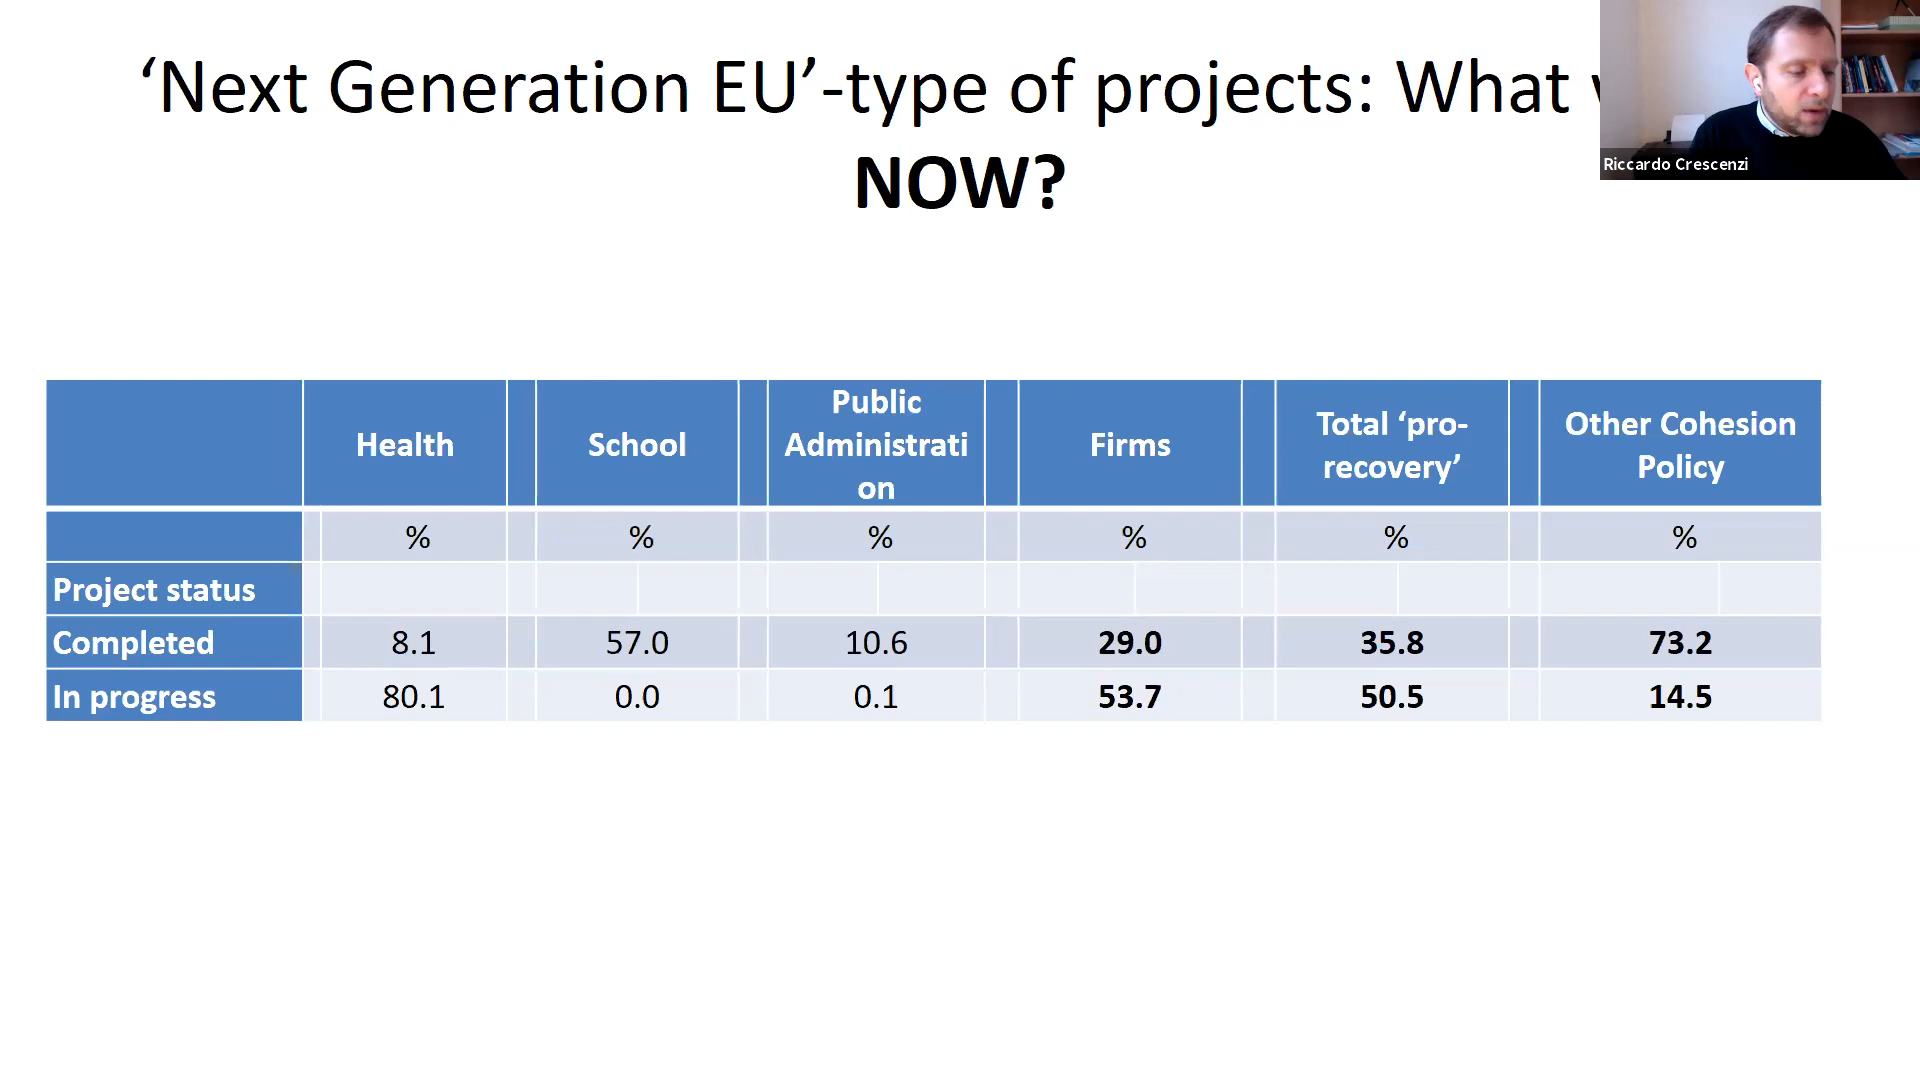 ‘Next Generation EU’-type of projects: What
NOW?
Riccardo Crescenzi
Health School Public Administrati on Firms Total ‘pro-recovery’ Other Cohesion Policy
% % % % % %
Project status
Completed 8.1 57.0 10.6 29.0 35.8 73.2
In progress 80.1 0.0 0.1 53.7 50.5 14.5